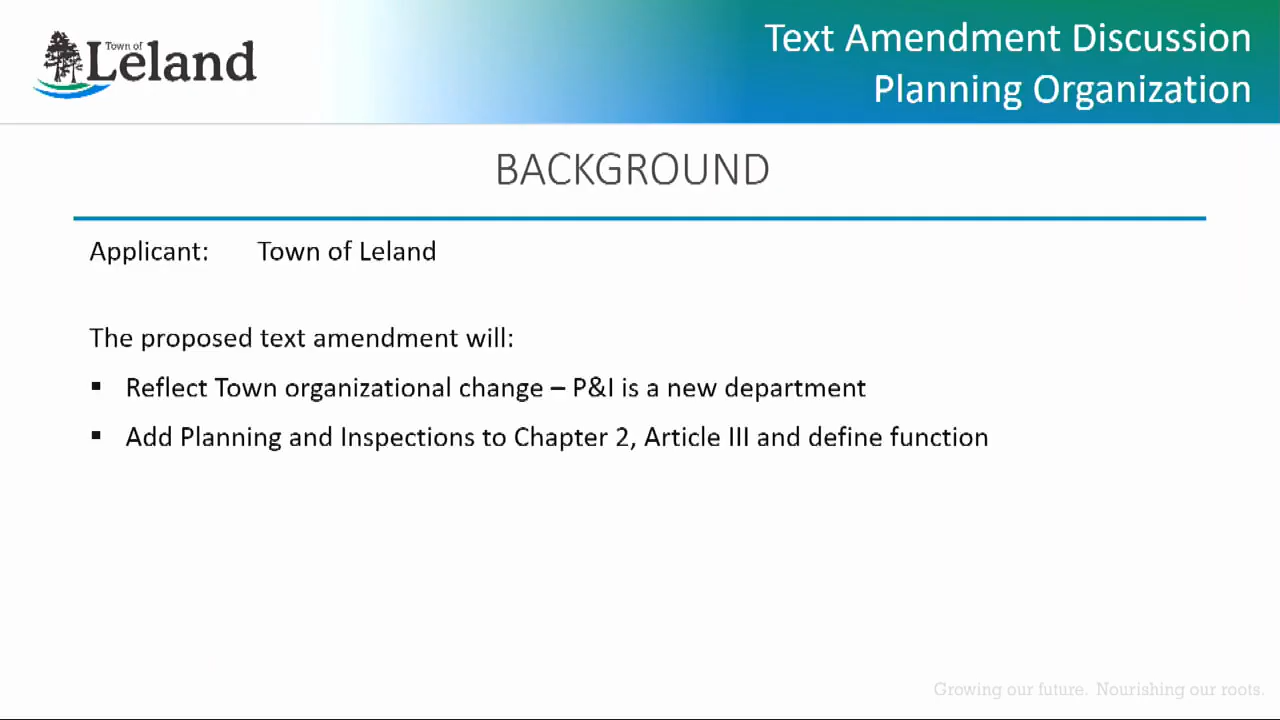 Town of
Leland
Text Amendment Discussion
Planning Organization
BACKGROUND
Applicant: Town of Leland
The proposed text amendment will:
▪ Reflect Town organizational change – P&I is a new department
▪ Add Planning and Inspections to Chapter 2, Article III and define function
Growing our future. Nourishing our roots.